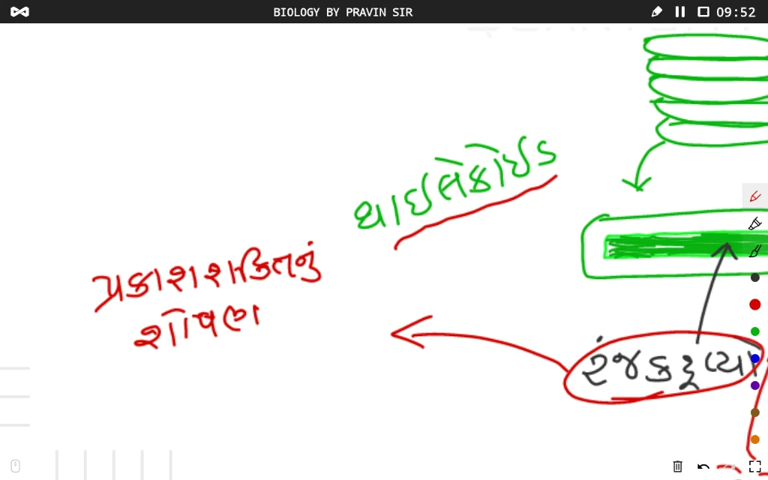 BIOLOGY BY PRAVIN SIR
09:52
થાઇલેકોઇડ
પ્રકાશશક્તિનું
શોષણ
રંજકદ્રવ્યો